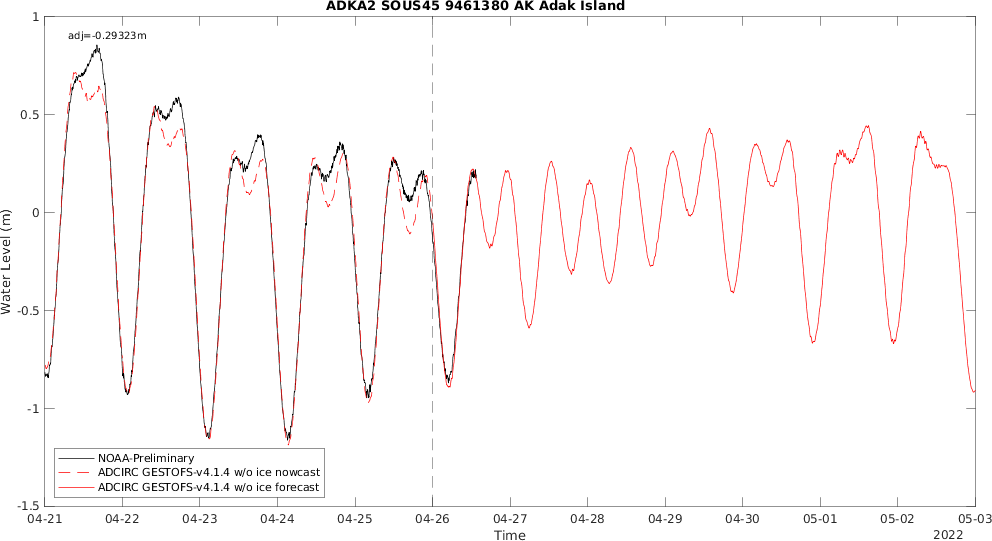 ADKA2 SOUS45 9461380 AK Adak Island
adj=-0.29323m
1
0.5
0
-0.5
-1
-1.5
Water Level (m)
NOAA-Preliminary
ADCIRC GESTOFS-v4.1.4 w/o ice nowcast
ADCIRC GESTOFS-v4.1.4 w/o ice forecast
04-21 04-22 04-23 04-24 04-25 04-26 04-27 04-28 04-29 04-30 05-01 05-02 05-03
Time
2022